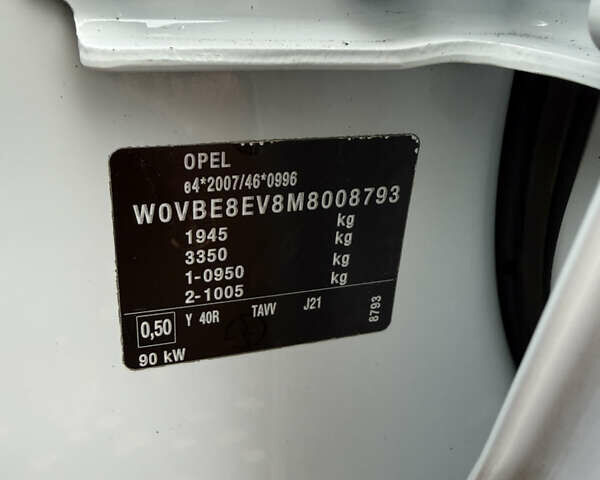 OPEL
e4*2007/46*0996
W0VBE8EV8M8008793
1945 kg
3350 kg
1-0950 kg
2-1005 kg
0,50 Y 40R TAVV J21 8793
90 kW